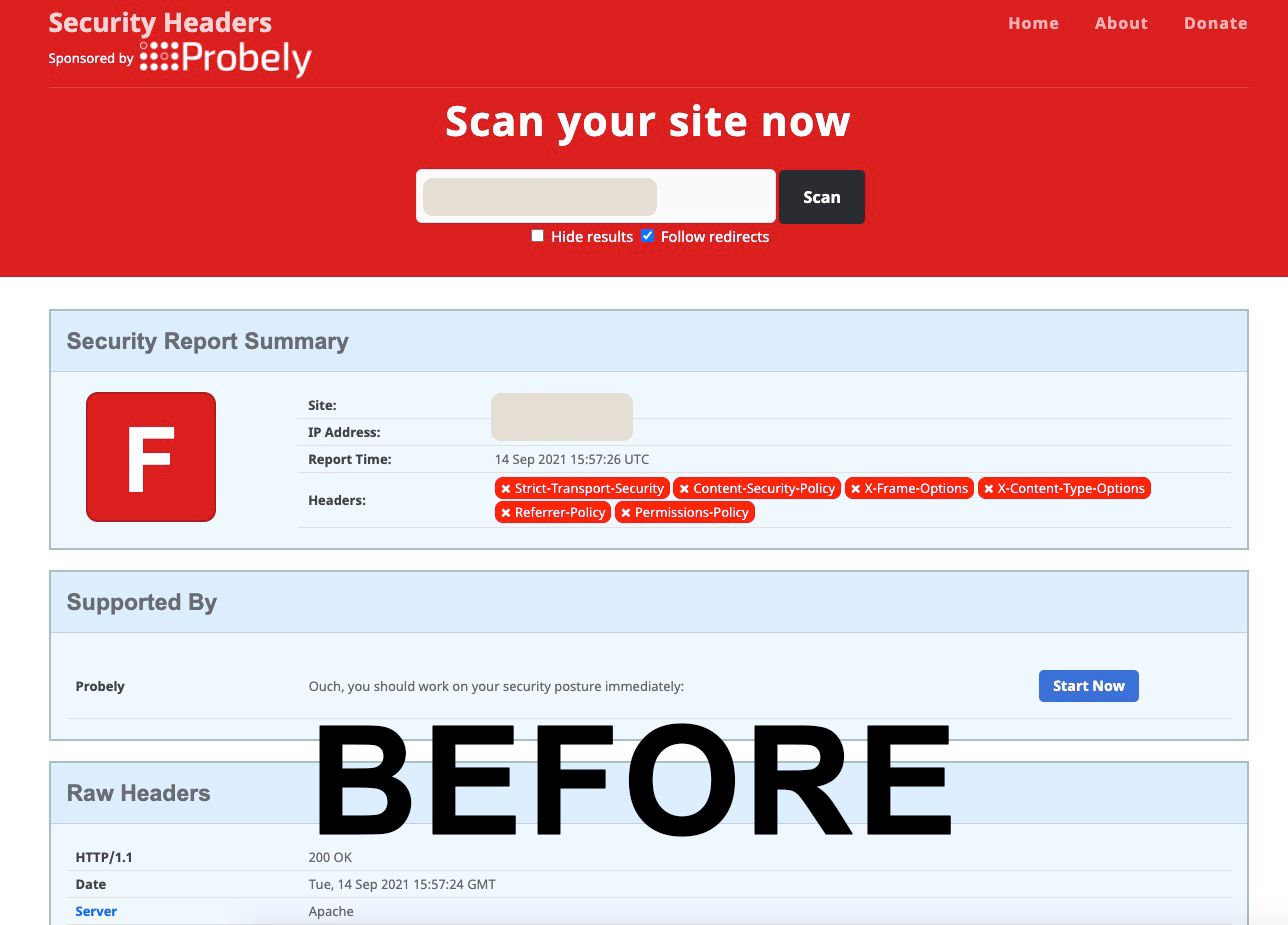 Security Headers
Home About Donate
Sponsored by Probely
Scan your site now
Scan
Hide results Follow redirects
Security Report Summary
F
Site:
IP Address:
Report Time: 14 Sep 2021 15:57:26 UTC
Headers: ✖ Strict-Transport-Security ✖ Content-Security-Policy ✖ X-Frame-Options ✖ X-Content-Type-Options
✖ Referrer-Policy ✖ Permissions-Policy
Supported By
Probely Ouch, you should work on your security posture immediately: Start Now
BEFORE
Raw Headers
HTTP/1.1 200 OK
Date Tue, 14 Sep 2021 15:57:24 GMT
Server Apache